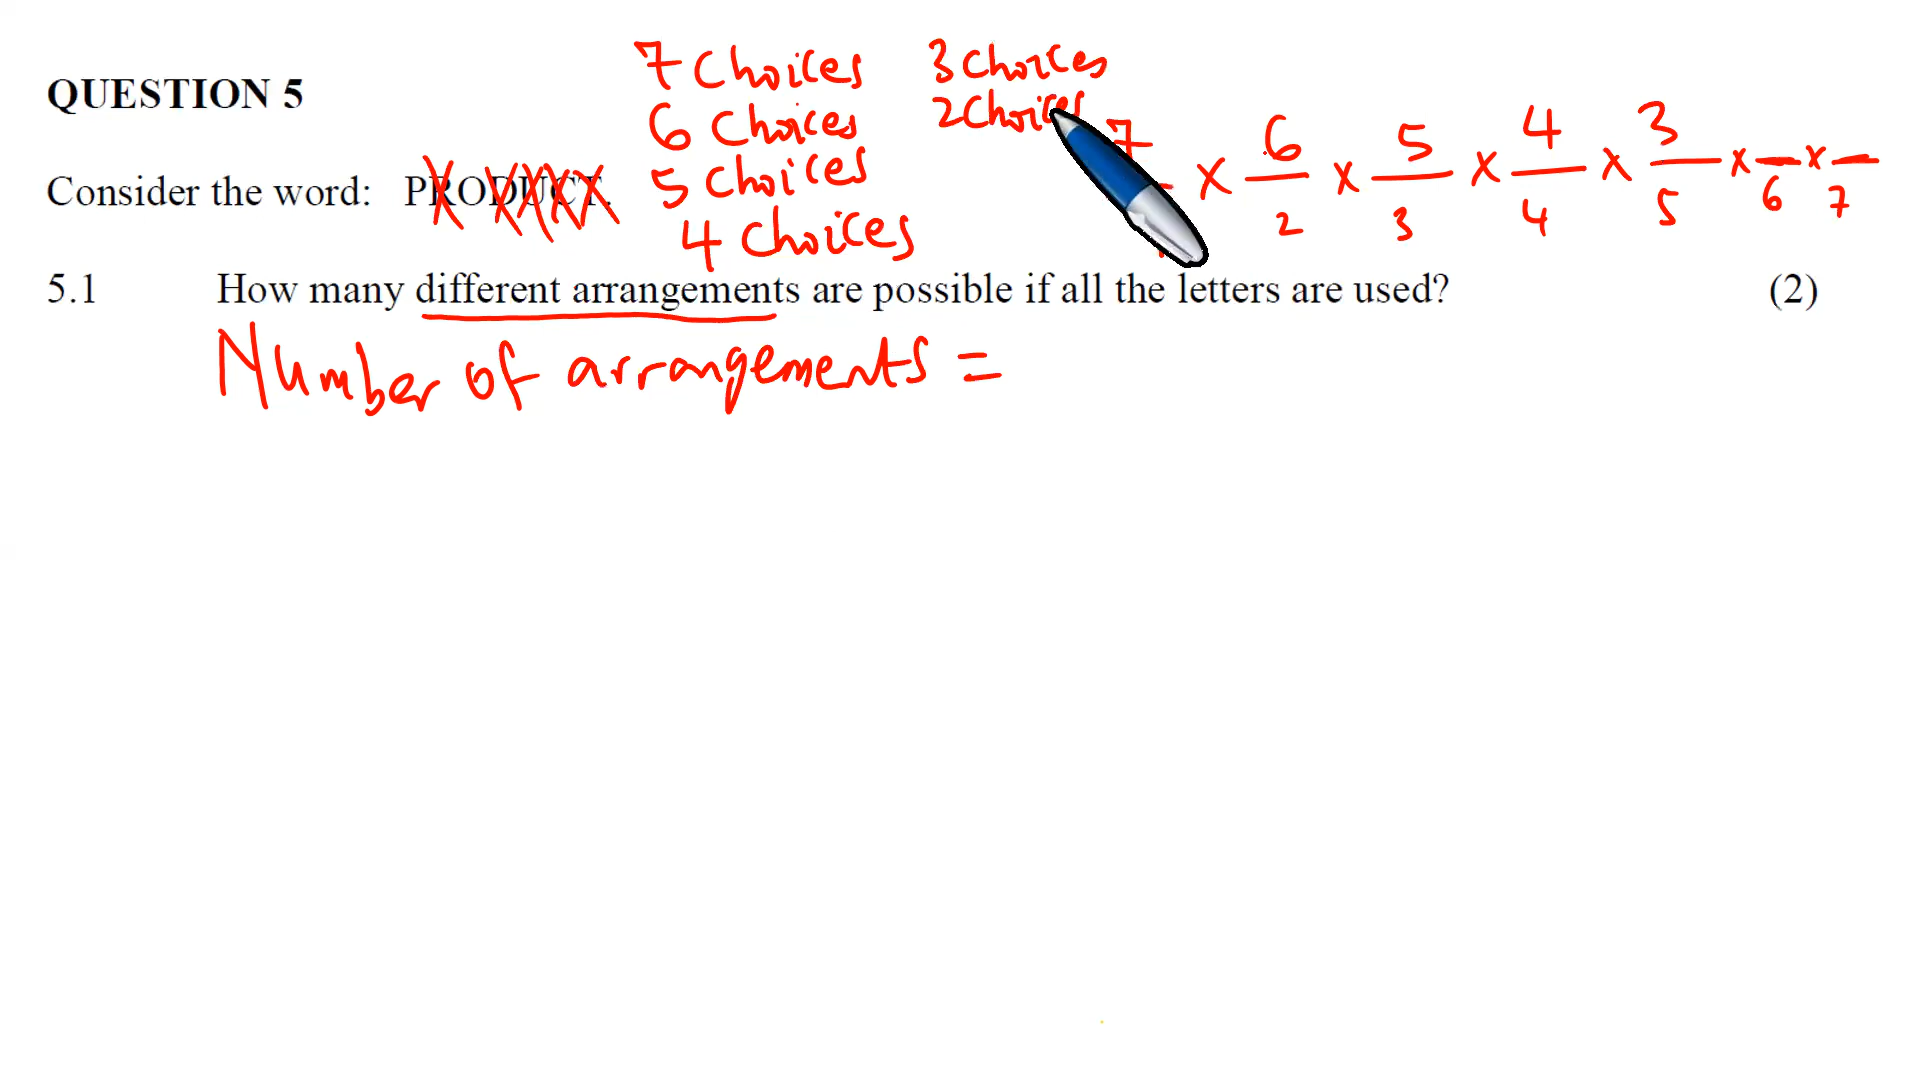 QUESTION 5
7 Choices
6 Choices
5 Choices
4 Choices
3 Choices
2 Choices
7 × 6 × 5 × 4 × 3 × ×
2 3 4 5 6 7
Consider the word: PRODUCT.
5.1 How many different arrangements are possible if all the letters are used? (2)
Number of arrangements =